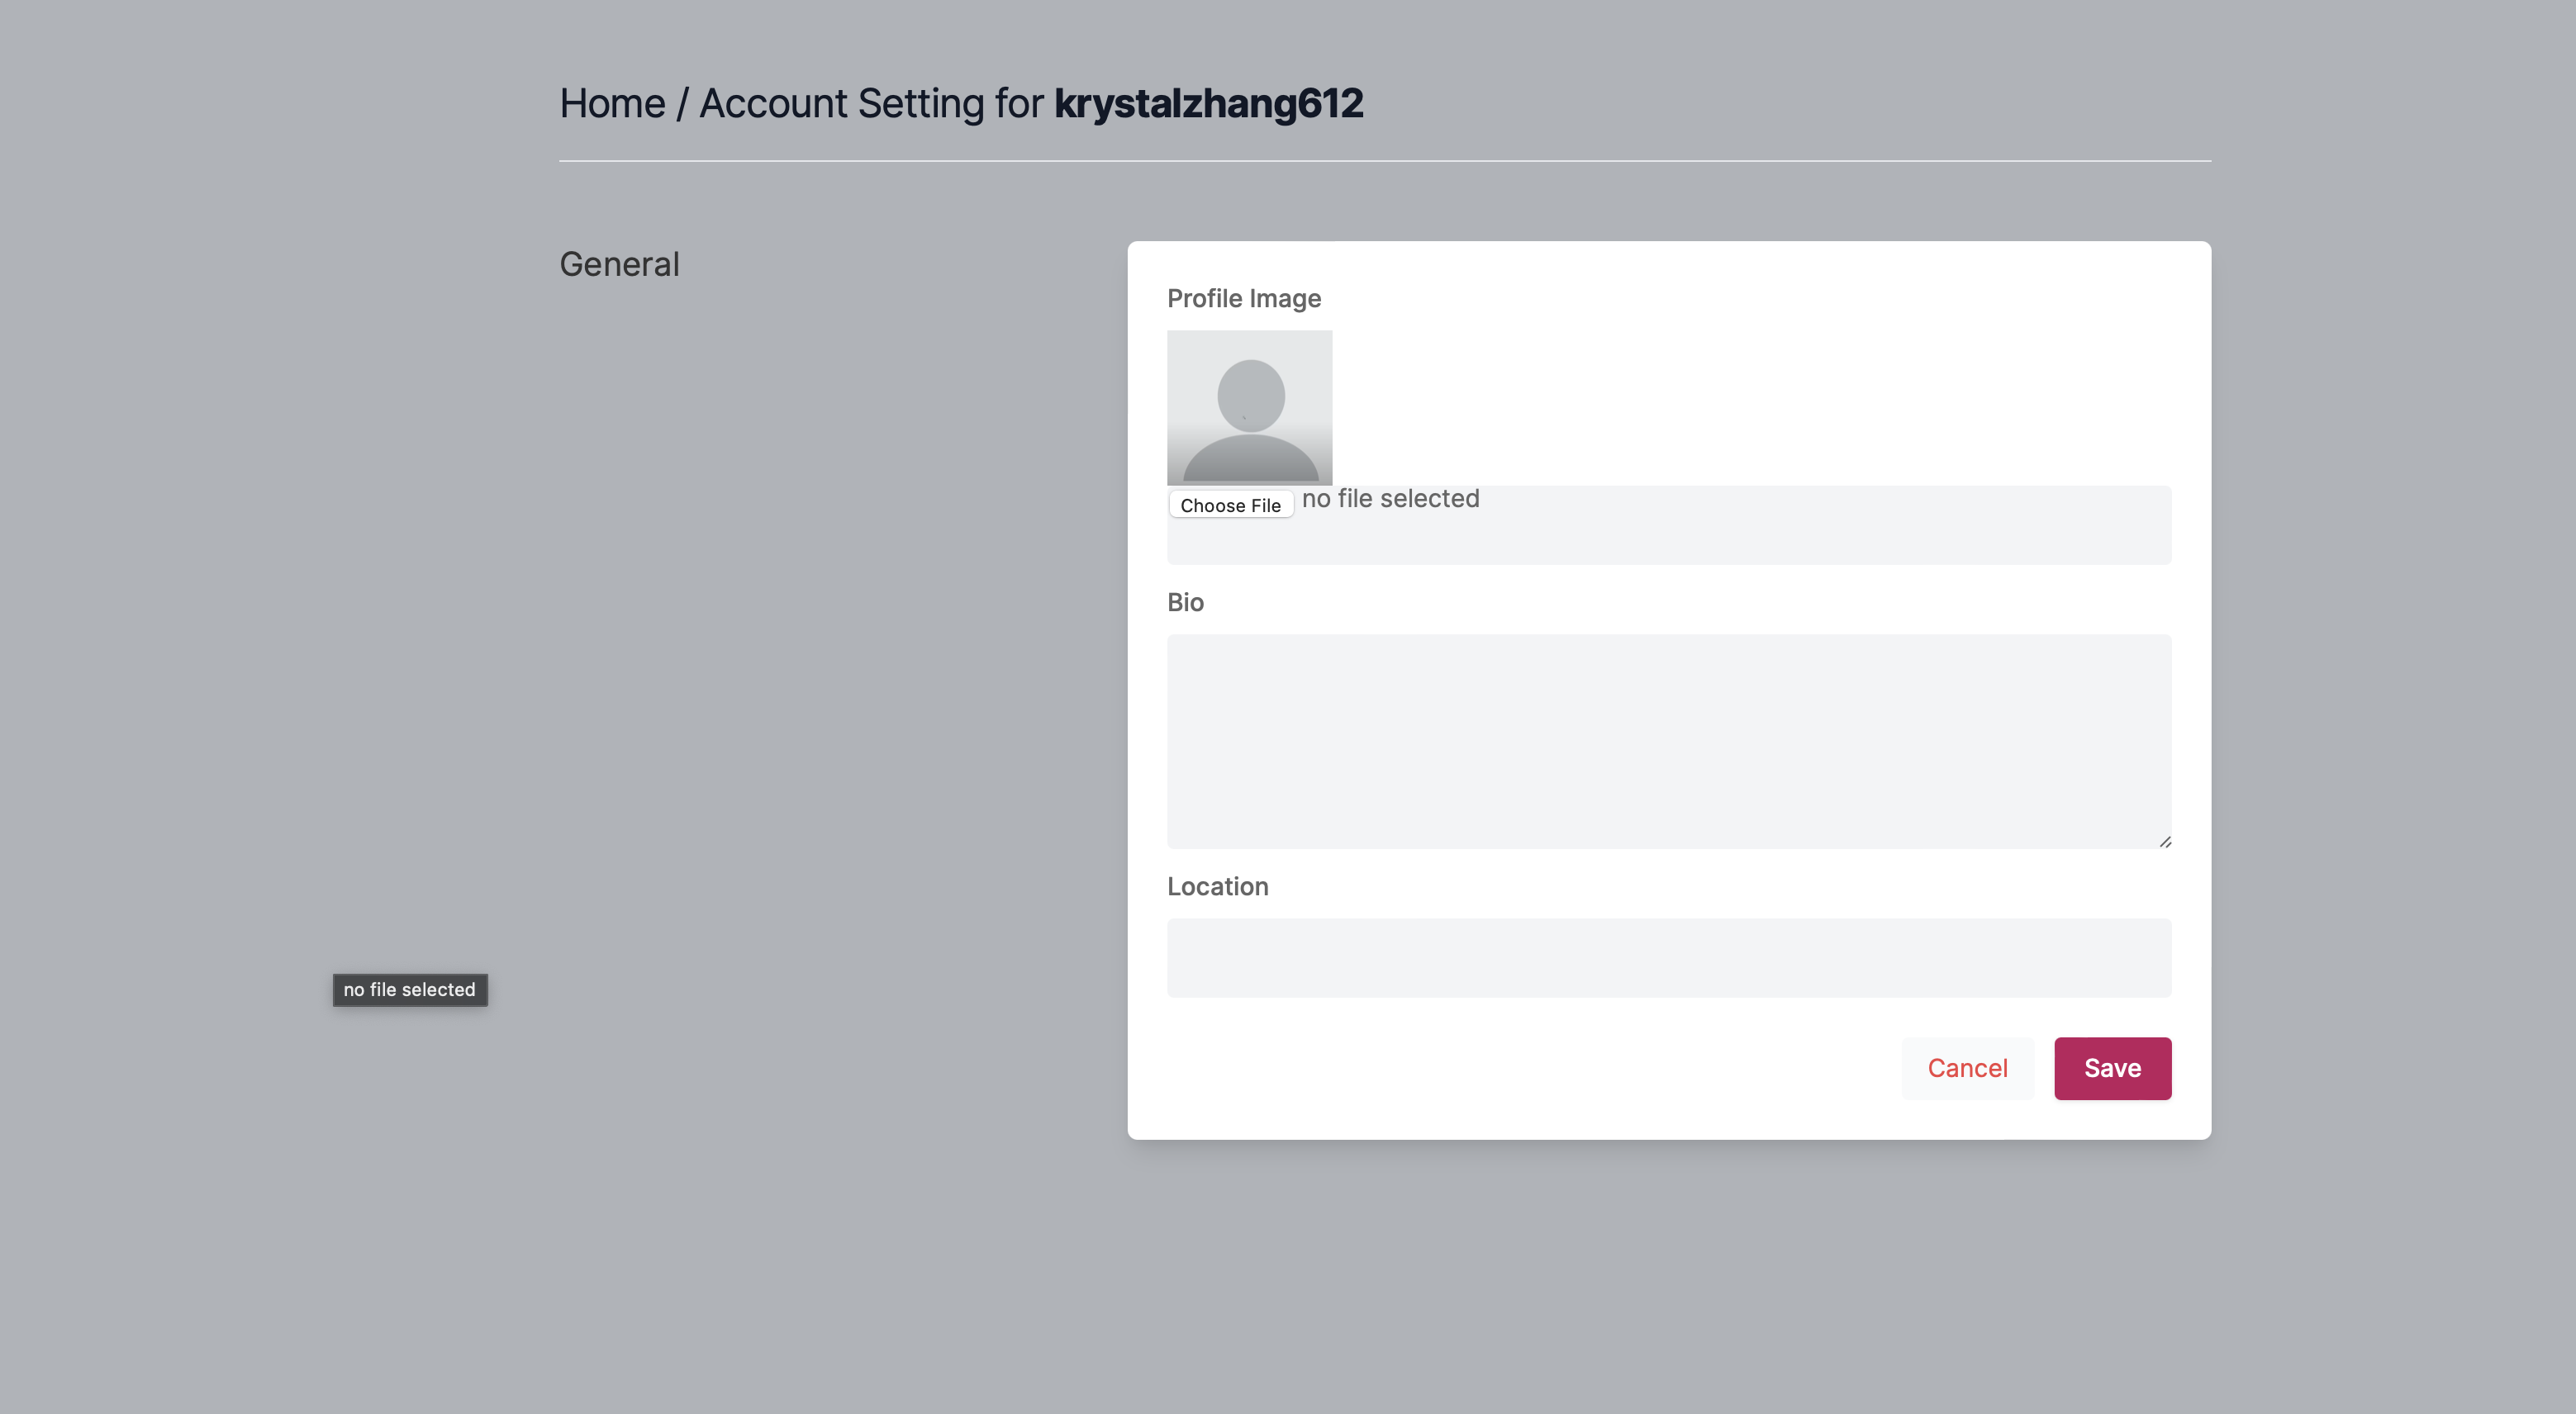 Home / Account Setting for krystalzhang612
General
Profile Image
Choose File no file selected
Bio
Location
no file selected
Cancel
Save